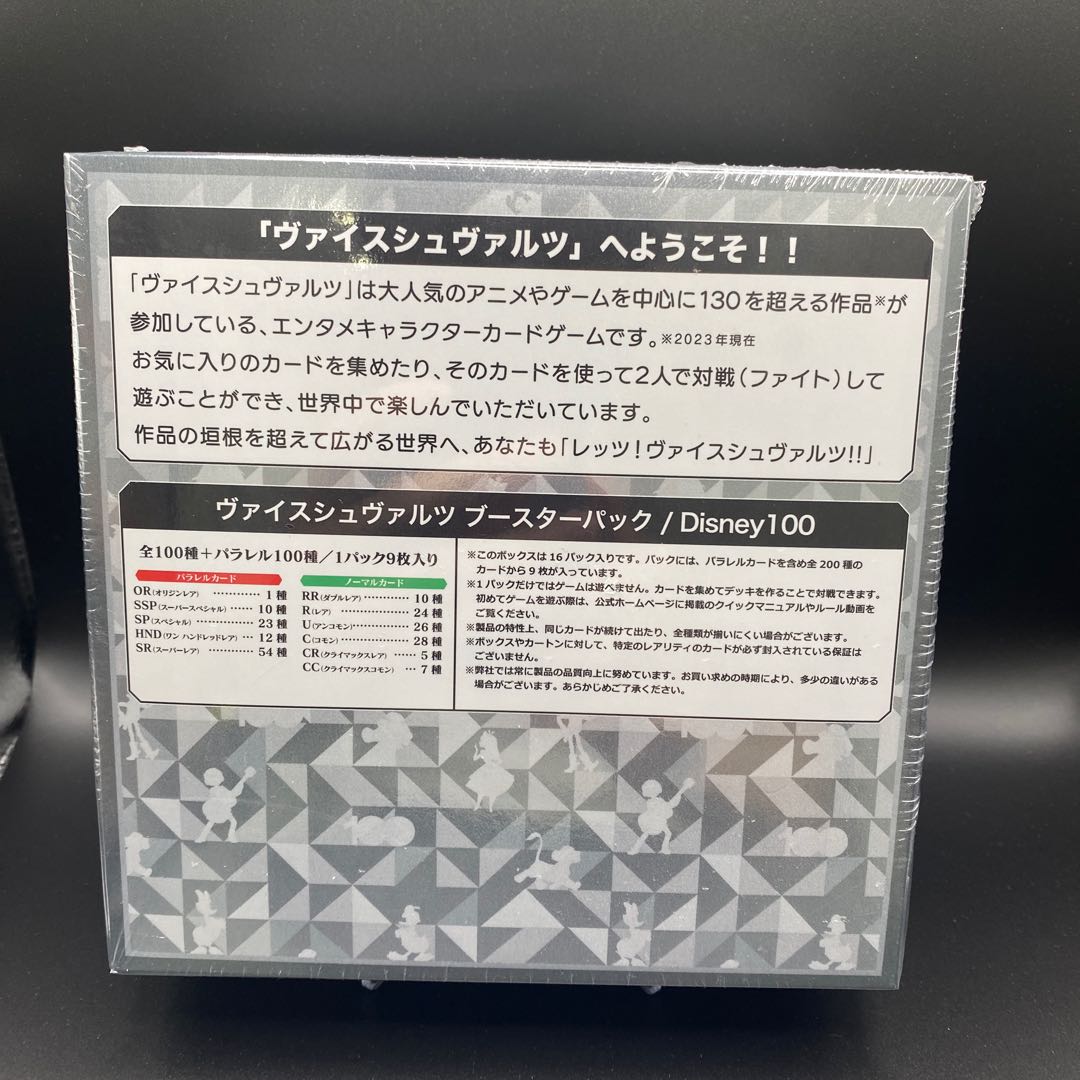 「ヴァイスシュヴァルツ」へようこそ！！
「ヴァイスシュヴァルツ」は大人気のアニメやゲームを中心に130を超える作品※が
参加している、エンタメキャラクターカードゲームです。※2023年現在
お気に入りのカードを集めたり、そのカードを使って2人で対戦（ファイト）して
遊ぶことができ、世界中で楽しんでいただいています。
作品の垣根を超えて広がる世界へ、あなたも「レッツ！ヴァイスシュヴァルツ!!」
ヴァイスシュヴァルツ ブースターパック / Disney100
全100種＋パラレル100種／1パック9枚入り
パラレルカード
OR(オリジンレア) ………… 1種
SSP(スーパースペシャル) …… 10種
SP(スペシャル) ………… 23種
HND(ワン ハンドレッドレア) … 12種
SR(スーパーレア) ………… 54種
ノーマルカード
RR(ダブルレア) ………… 10種
R(レア) ………… 24種
U(アンコモン) ………… 26種
C(コモン) ………… 28種
CR(クライマックスレア) …… 5種
CC(クライマックスコモン) … 7種
※このボックスは16パック入りです。パックには、パラレルカードを含め全200種の
カードから9枚が入っています。
※1パックだけではゲームは遊べません。カードを集めてデッキを作ることで対戦できます。
初めてゲームを遊ぶ際は、公式ホームページに掲載のクイックマニュアルやルール動画を
ご覧ください。
※製品の特性上、同じカードが続けて出たり、全種類が揃いにくい場合がございます。
※ボックスやカートンに対して、特定のレアリティのカードが必ず封入されている保証は
ございません。
※弊社では常に製品の品質向上に努めています。お買い求めの時期により、多少の違いがある
場合がございます。あらかじめご了承ください。
100
100
100